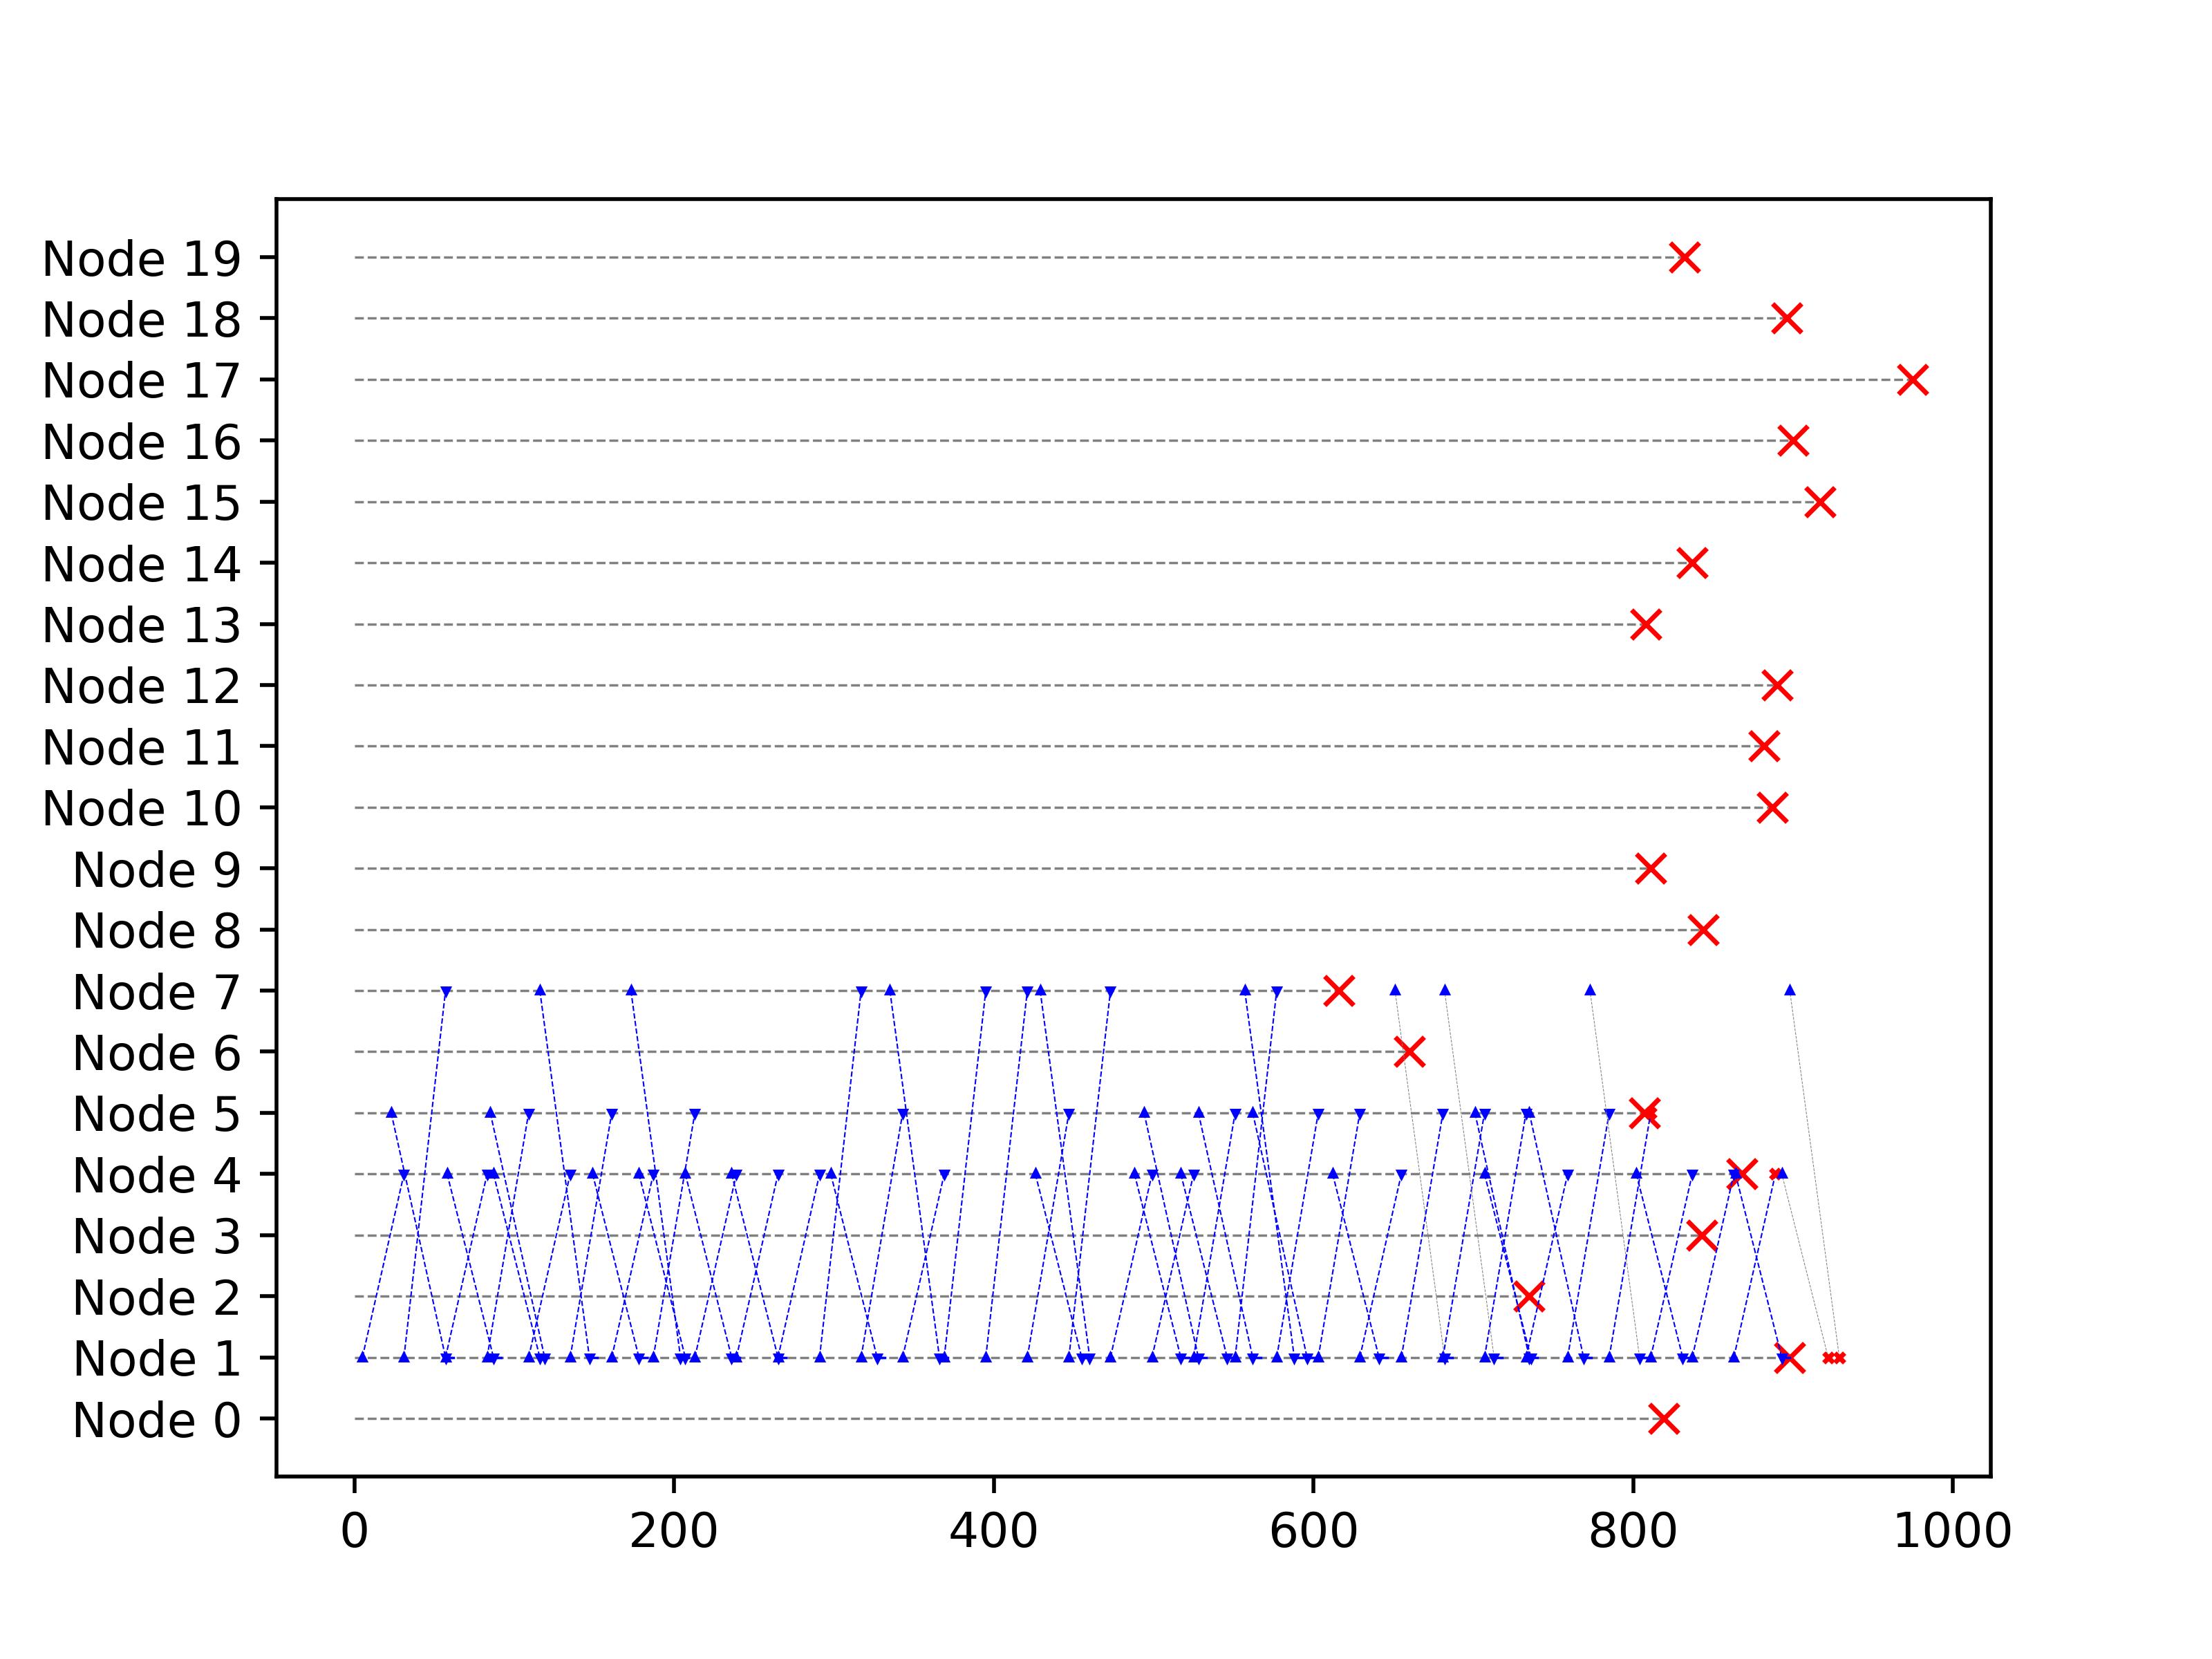 Node 19
Node 18
Node 17
Node 16
Node 15
Node 14
Node 13
Node 12
Node 11
Node 10
Node 9
Node 8
Node 7
Node 6
Node 5
Node 4
Node 3
Node 2
Node 1
Node 0
0 200 400 600 800 1000